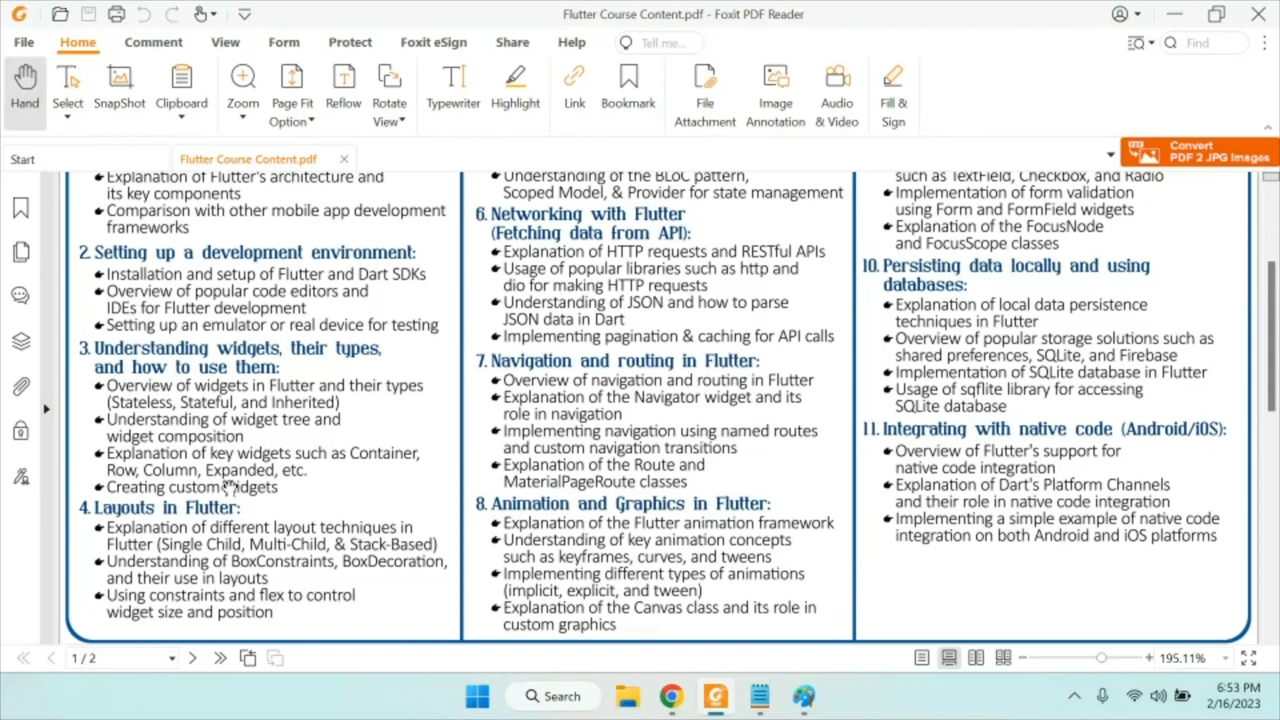 Flutter Course Content.pdf - Foxit PDF Reader
File Home Comment View Form Protect Foxit eSign Share Help Tell me... Find
Hand Select SnapShot Clipboard Zoom Page Fit Option Reflow Rotate View Typewriter Highlight Link Bookmark File Attachment Image Annotation Audio & Video Fill & Sign
Start Flutter Course Content.pdf
Convert
PDF 2 JPG Images
Explanation of Flutter's architecture and
its key components
Comparison with other mobile app development
frameworks
2. Setting up a development environment:
Installation and setup of Flutter and Dart SDKs
Overview of popular code editors and
IDEs for Flutter development
Setting up an emulator or real device for testing
3. Understanding widgets, their types,
and how to use them:
Overview of widgets in Flutter and their types
(Stateless, Stateful, and Inherited)
Understanding of widget tree and
widget composition
Explanation of key widgets such as Container,
Row, Column, Expanded, etc.
Creating custom widgets
4. Layouts in Flutter:
Explanation of different layout techniques in
Flutter (Single Child, Multi-Child, & Stack-Based)
Understanding of BoxConstraints, BoxDecoration,
and their use in layouts
Using constraints and flex to control
widget size and position
Understanding of the BLoC pattern,
Scoped Model, & Provider for state management
6. Networking with Flutter
(Fetching data from API):
Explanation of HTTP requests and RESTful APIs
Usage of popular libraries such as http and
dio for making HTTP requests
Understanding of JSON and how to parse
JSON data in Dart
Implementing pagination & caching for API calls
7. Navigation and routing in Flutter:
Overview of navigation and routing in Flutter
Explanation of the Navigator widget and its
role in navigation
Implementing navigation using named routes
and custom navigation transitions
Explanation of the Route and
MaterialPageRoute classes
8. Animation and Graphics in Flutter:
Explanation of the Flutter animation framework
Understanding of key animation concepts
such as keyframes, curves, and tweens
Implementing different types of animations
(implicit, explicit, and tween)
Explanation of the Canvas class and its role in
custom graphics
such as TextField, Checkbox, and Radio
Implementation of form validation
using Form and FormField widgets
Explanation of the FocusNode
and FocusScope classes
10. Persisting data locally and using
databases:
Explanation of local data persistence
techniques in Flutter
Overview of popular storage solutions such as
shared preferences, SQLite, and Firebase
Implementation of SQLite database in Flutter
Usage of sqflite library for accessing
SQLite database
11. Integrating with native code (Android/iOS):
Overview of Flutter's support for
native code integration
Explanation of Dart's Platform Channels
and their role in native code integration
Implementing a simple example of native code
integration on both Android and iOS platforms
1 / 2 195.11%
Search
6:53 PM
2/16/2023